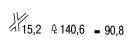 15,2 ♀ 140,6 = 90,8